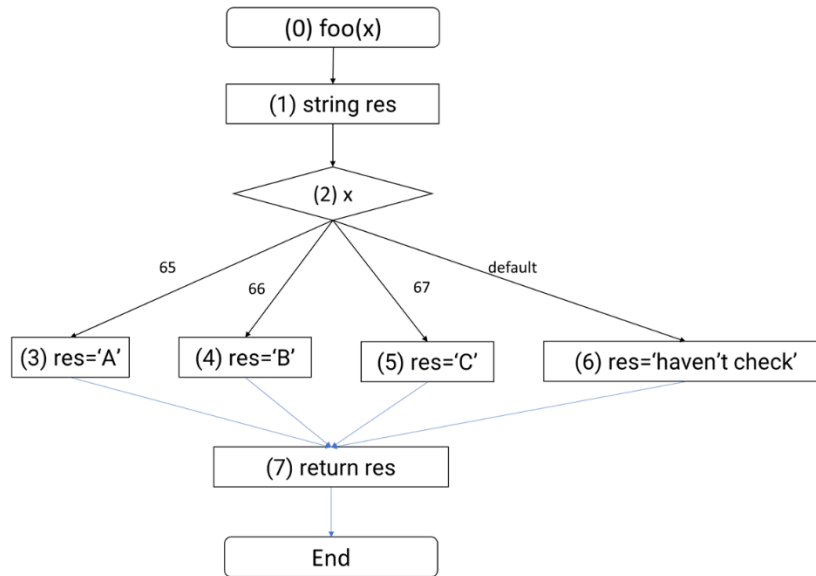 (0) foo(x)
(1) string res
(2) x
65
66
67
default
(3) res=‘A’
(4) res=‘B’
(5) res=‘C’
(6) res=‘haven’t check’
(7) return res
End